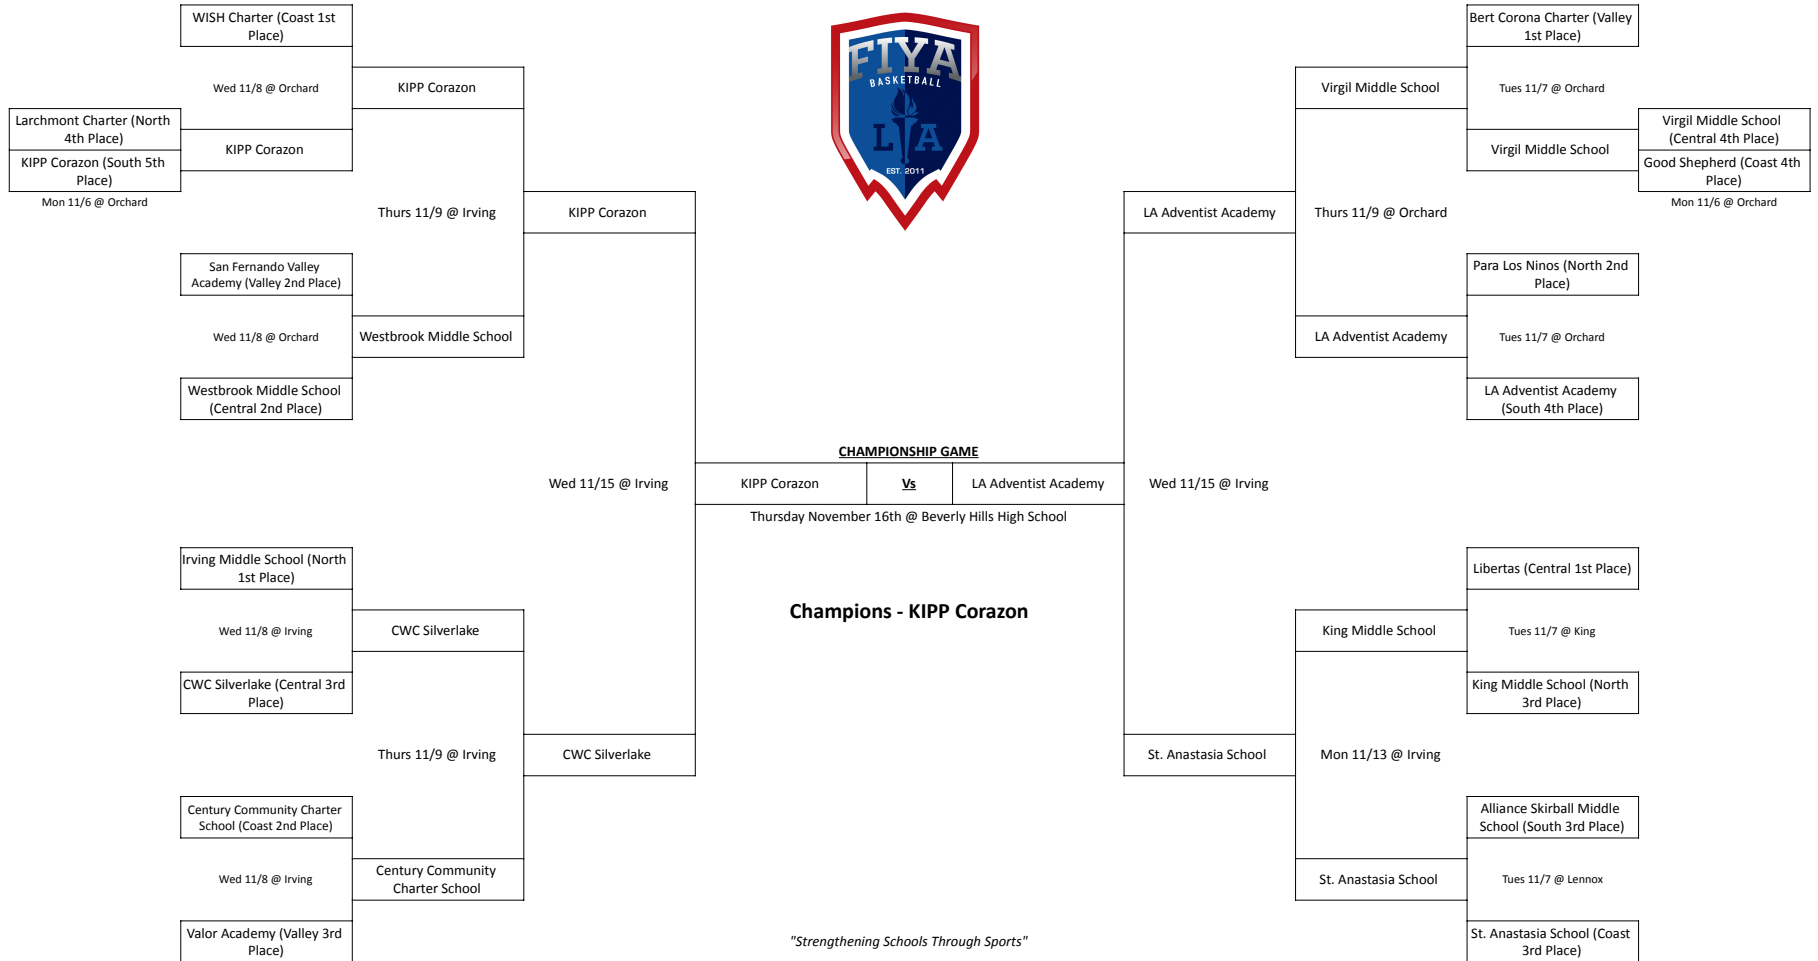 WISH Charter (Coast 1st
Place)
Wed 11/8 @ Orchard
KIPP Corazon
Larchmont Charter (North
4th Place)
KIPP Corazon (South 5th
Place)
Mon 11/6 @ Orchard
KIPP Corazon
Thurs 11/9 @ Irving
KIPP Corazon
San Fernando Valley
Academy (Valley 2nd Place)
Wed 11/8 @ Orchard
Westbrook Middle School
Westbrook Middle School
(Central 2nd Place)
Wed 11/15 @ Irving
Irving Middle School (North
1st Place)
Wed 11/8 @ Irving
CWC Silverlake
CWC Silverlake (Central 3rd
Place)
Thurs 11/9 @ Irving
CWC Silverlake
Century Community Charter
School (Coast 2nd Place)
Wed 11/8 @ Irving
Century Community
Charter School
Valor Academy (Valley 3rd
Place)
FIYA
BASKETBALL
LA
EST. 2011
CHAMPIONSHIP GAME
KIPP Corazon
Vs
LA Adventist Academy
Thursday November 16th @ Beverly Hills High School
Champions - KIPP Corazon
"Strengthening Schools Through Sports"
Bert Corona Charter (Valley
1st Place)
Virgil Middle School
Tues 11/7 @ Orchard
Virgil Middle School
(Central 4th Place)
Virgil Middle School
Good Shepherd (Coast 4th
Place)
Mon 11/6 @ Orchard
LA Adventist Academy
Thurs 11/9 @ Orchard
Para Los Ninos (North 2nd
Place)
LA Adventist Academy
Tues 11/7 @ Orchard
LA Adventist Academy
(South 4th Place)
Wed 11/15 @ Irving
Libertas (Central 1st Place)
King Middle School
Tues 11/7 @ King
King Middle School (North
3rd Place)
St. Anastasia School
Mon 11/13 @ Irving
Alliance Skirball Middle
School (South 3rd Place)
St. Anastasia School
Tues 11/7 @ Lennox
St. Anastasia School (Coast
3rd Place)